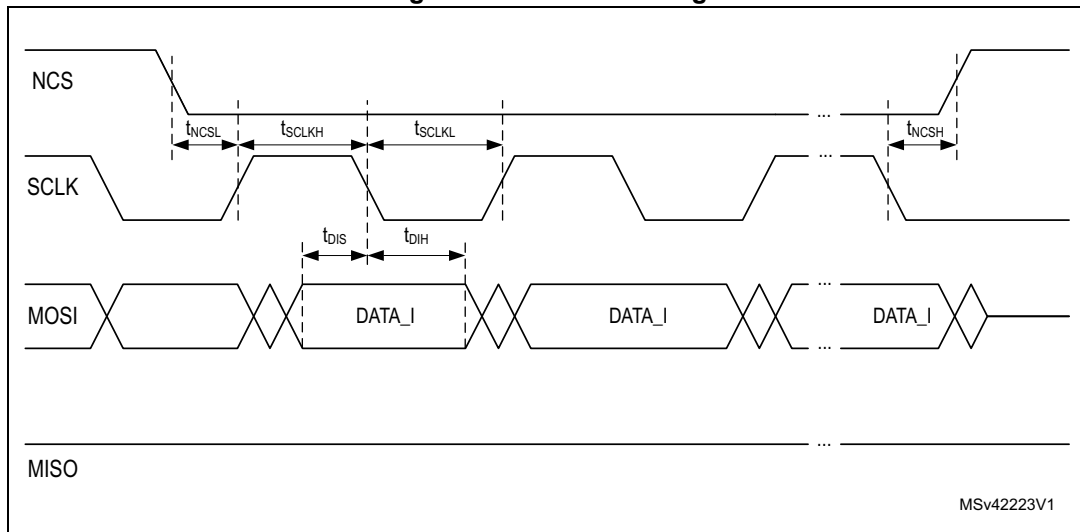 NCS
...
tNCSL tSCLKH tSCLKL tNCSH
...
SCLK
tDIS tDIH
...
MOSI DATA_I DATA_I DATA_I
...
...
MISO
MSv42223V1